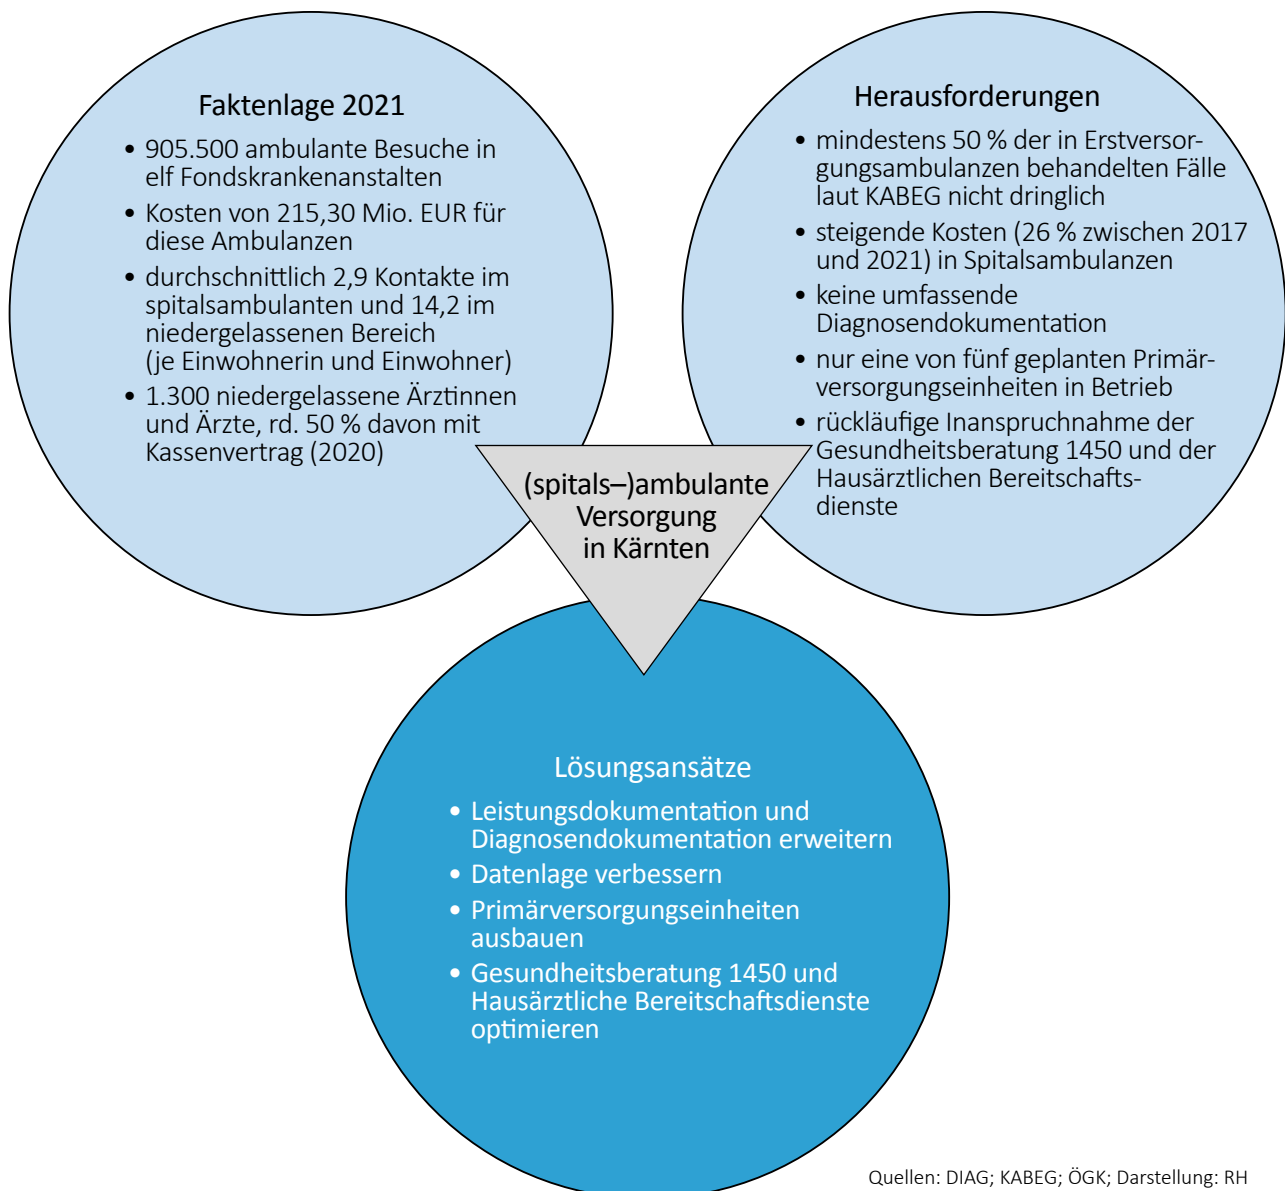 Faktenlage 2021
• 905.500 ambulante Besuche in
elf Fondskrankenanstalten
• Kosten von 215,30 Mio. EUR für
diese Ambulanzen
• durchschnittlich 2,9 Kontakte im
spitalsambulanten und 14,2 im
niedergelassenen Bereich
(je Einwohnerin und Einwohner)
• 1.300 niedergelassene Ärztinnen
und Ärzte, rd. 50 % davon mit
Kassenvertrag (2020)
Herausforderungen
• mindestens 50 % der in Erstversor-
gungsambulanzen behandelten Fälle
laut KABEG nicht dringlich
• steigende Kosten (26 % zwischen 2017
und 2021) in Spitalsambulanzen
• keine umfassende
Diagnosendokumentation
• nur eine von fünf geplanten Primär-
versorgungseinheiten in Betrieb
• rückläufige Inanspruchnahme der
Gesundheitsberatung 1450 und der
Hausärztlichen Bereitschafts-
dienste
(spitals–)ambulante
Versorgung
in Kärnten
Lösungsansätze
• Leistungsdokumentation und
Diagnosendokumentation erweitern
• Datenlage verbessern
• Primärversorgungseinheiten
ausbauen
• Gesundheitsberatung 1450 und
Hausärztliche Bereitschaftsdienste
optimieren
Quellen: DIAG; KABEG; ÖGK; Darstellung: RH